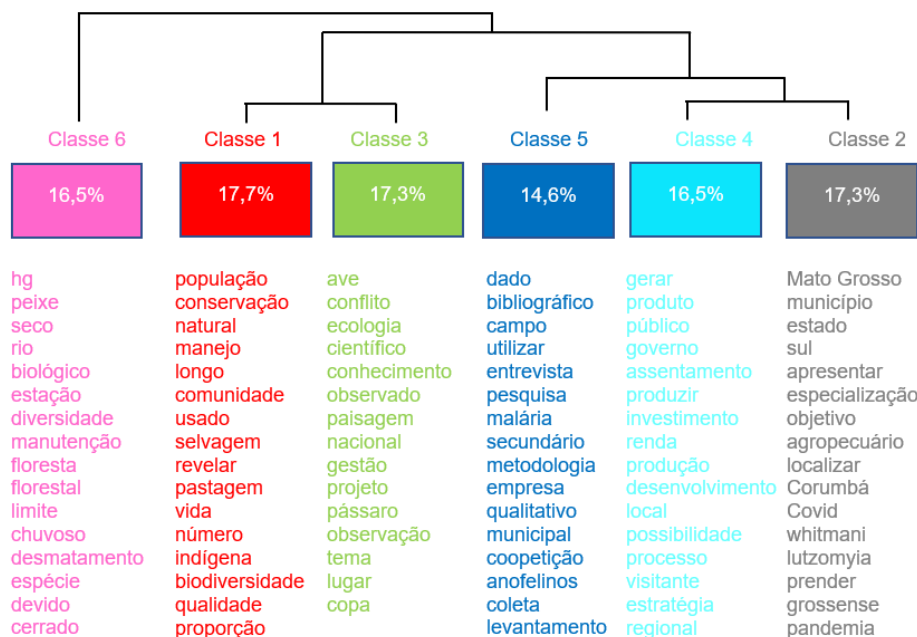 Classe 6 Classe 1 Classe 3 Classe 5 Classe 4 Classe 2
16,5% 17,7% 17,3% 14,6% 16,5% 17,3%
hg população ave dado gerar Mato Grosso
peixe conservação conflito bibliográfico produto município
seco natural ecologia campo público estado
rio manejo científico utilizar governo sul
biológico longo conhecimento entrevista assentamento apresentar
estação comunidade observado pesquisa produzir especialização
diversidade usado paisagem malária investimento objetivo
manutenção selvagem nacional secundário renda agropecuário
floresta revelar gestão metodologia produção localizar
florestal pastagem projeto empresa desenvolvimento Corumbá
limite vida pássaro qualitativo local Covid
chuvoso número observação municipal possibilidade whitmani
desmatamento indígena tema coopetição processo lutzomyia
espécie biodiversidade lugar anofelinos visitante prender
devido qualidade copa coleta estratégia grossense
cerrado proporção levantamento regional pandemia